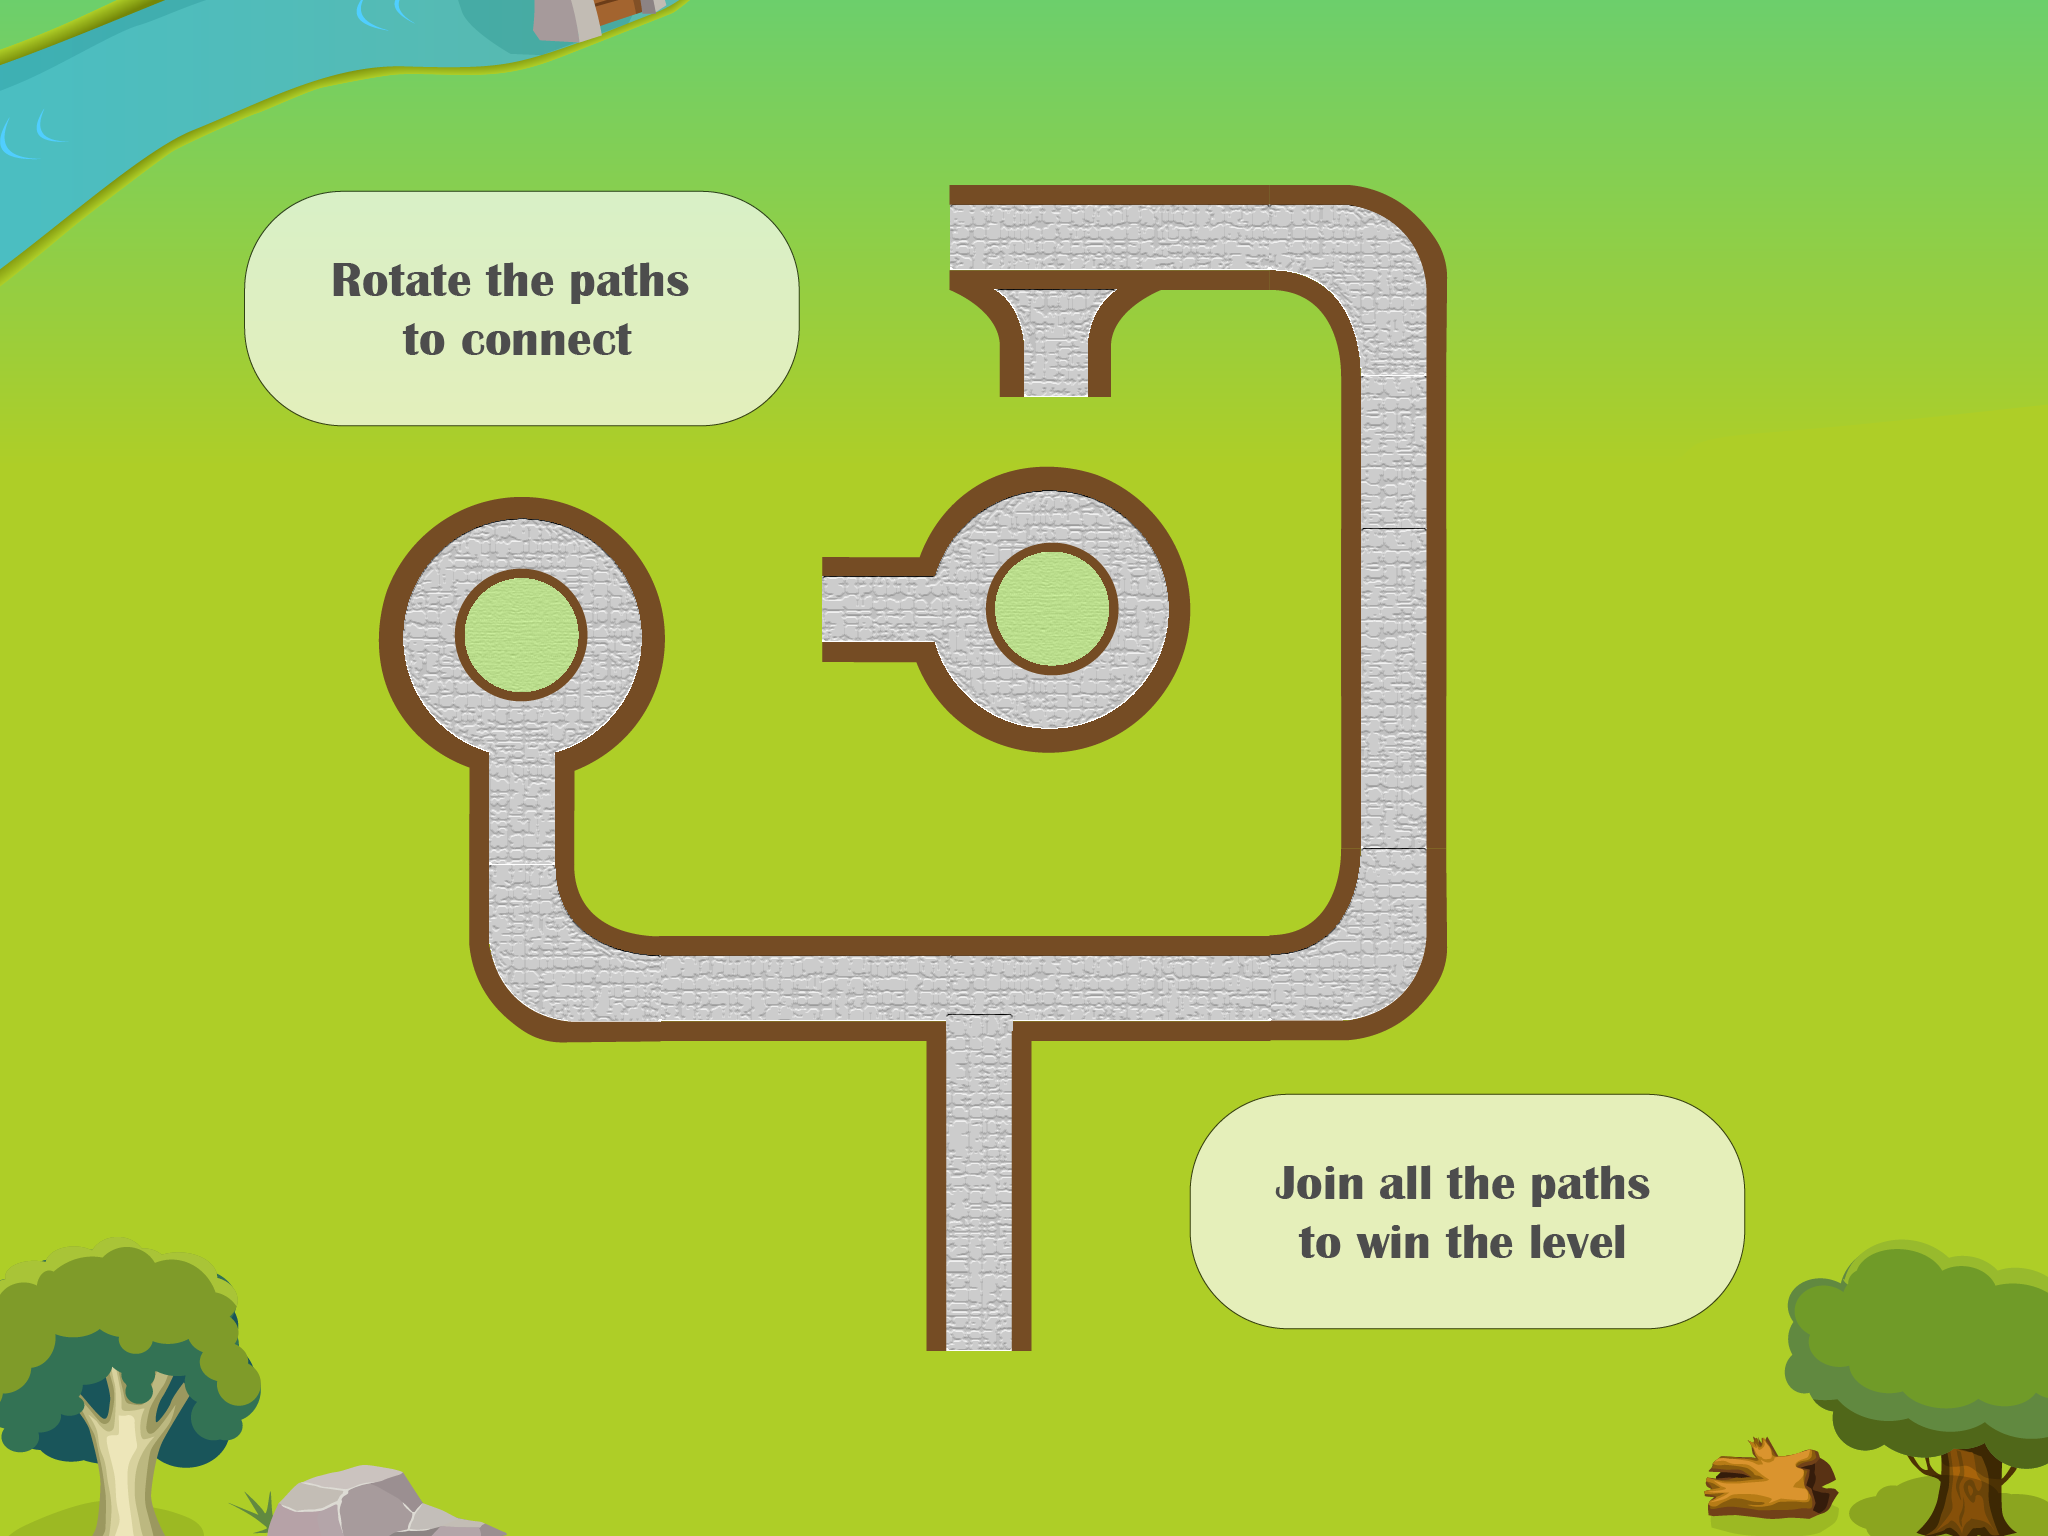 Rotate the paths
to connect
Join all the paths
to win the level